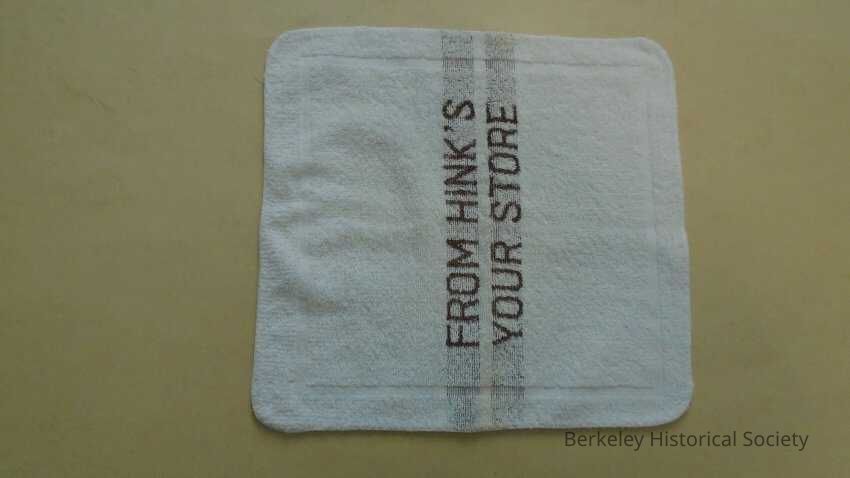 FROM HINK'S
YOUR STORE
Berkeley Historical Society